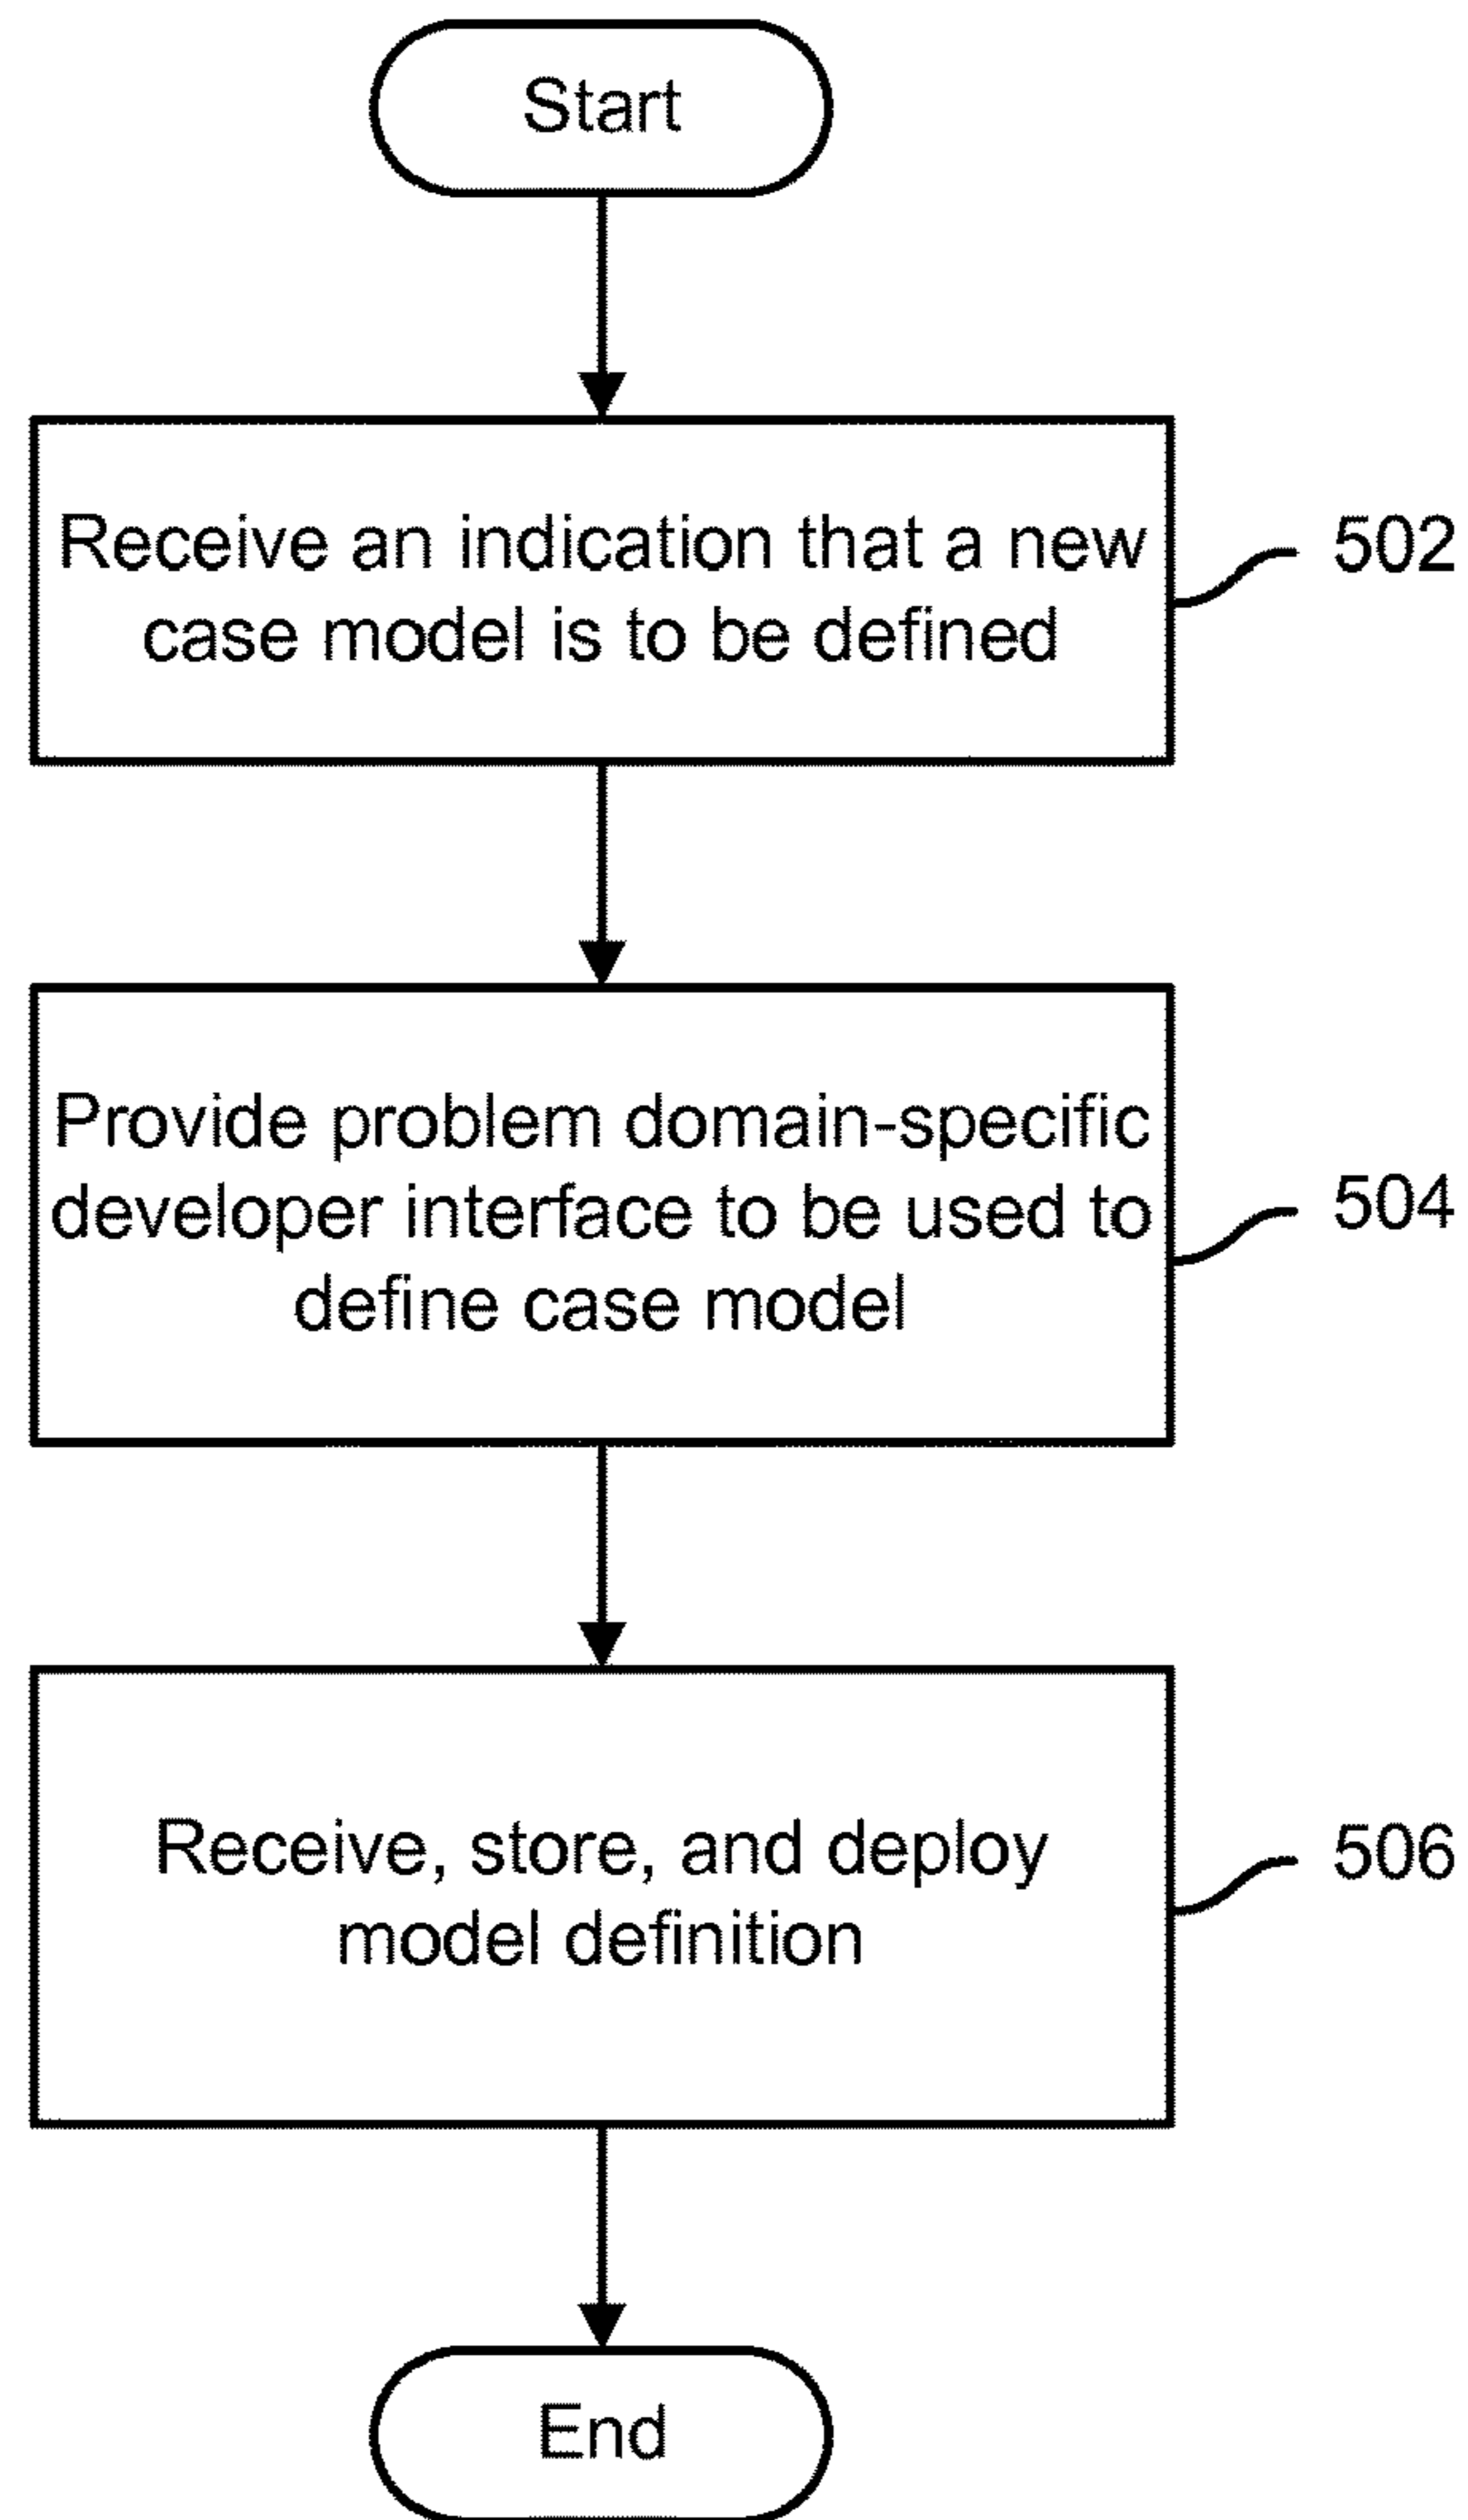 Start
Receive an indication that a new
case model is to be defined
502
Provide problem domain-specific
developer interface to be used to
define case model
504
Receive, store, and deploy
model definition
506
End